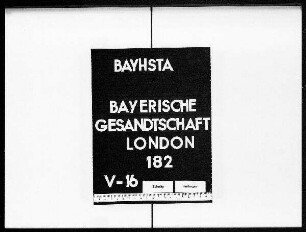 BAYHSTA
BAYERISCHE
GESANDTSCHAFT
LONDON
182
V-16